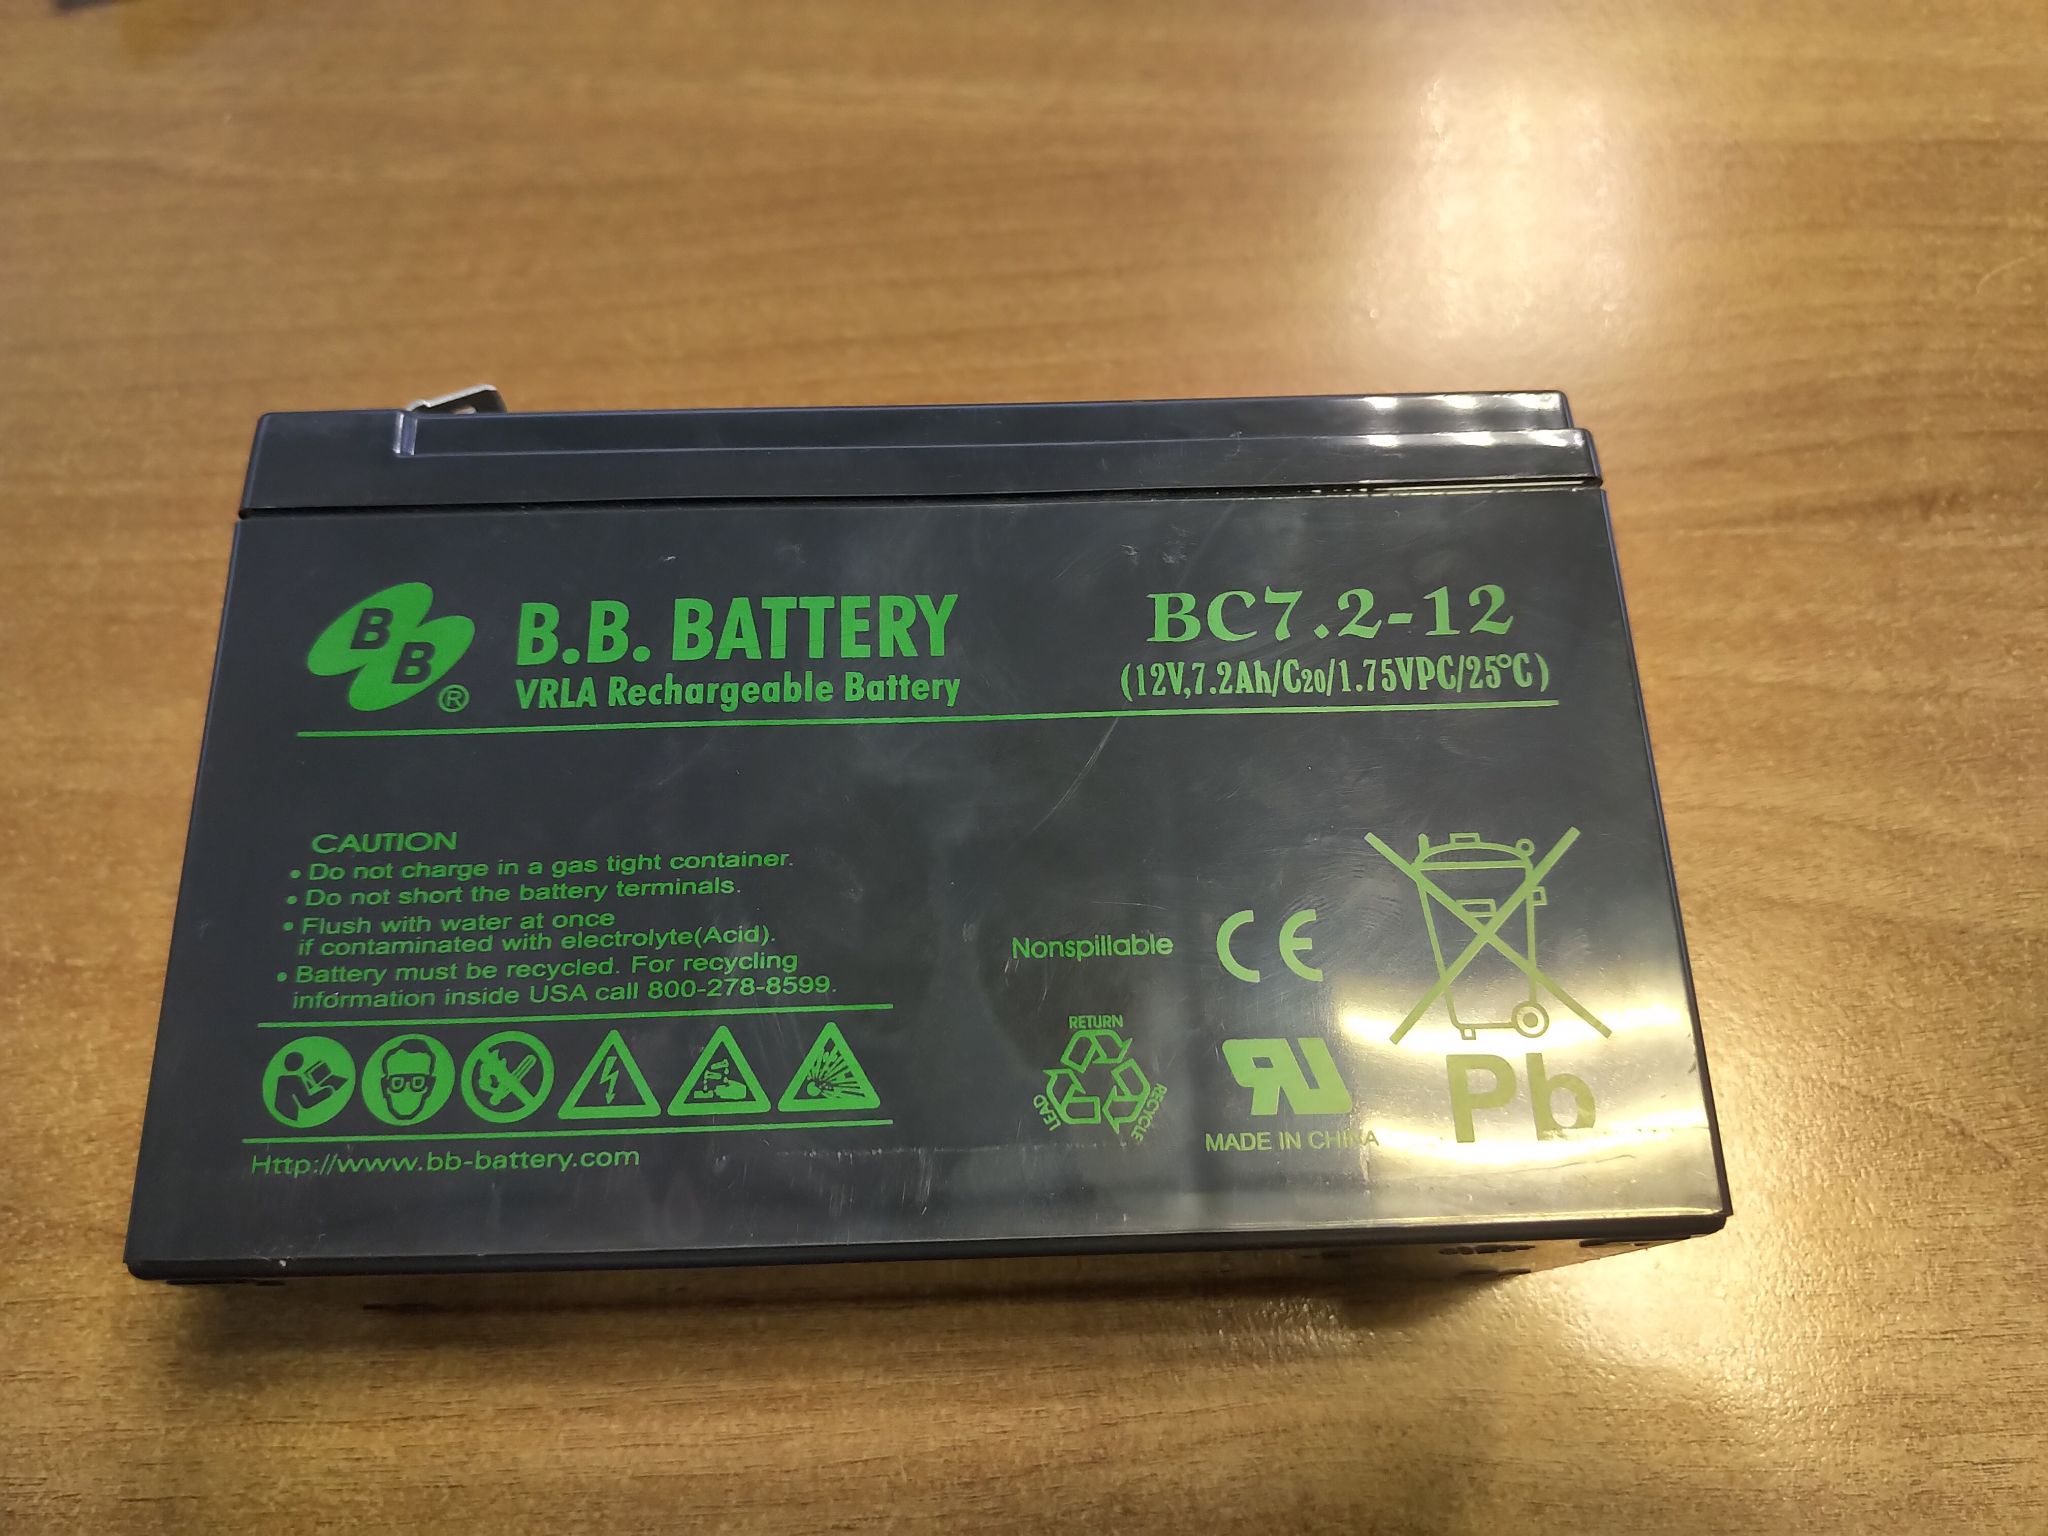 B
B
®
B.B. BATTERY
VRLA Rechargeable Battery
BC7.2-12
(12V,7.2Ah/C20/1.75VPC/25°C)
CAUTION
• Do not charge in a gas tight container.
• Do not short the battery terminals.
• Flush with water at once
if contaminated with electrolyte(Acid).
• Battery must be recycled. For recycling
information inside USA call 800-278-8599.
Http://www.bb-battery.com
Nonspillable
CE
RETURN
RECYCLE
LEAD
RU
MADE IN CHINA
Pb